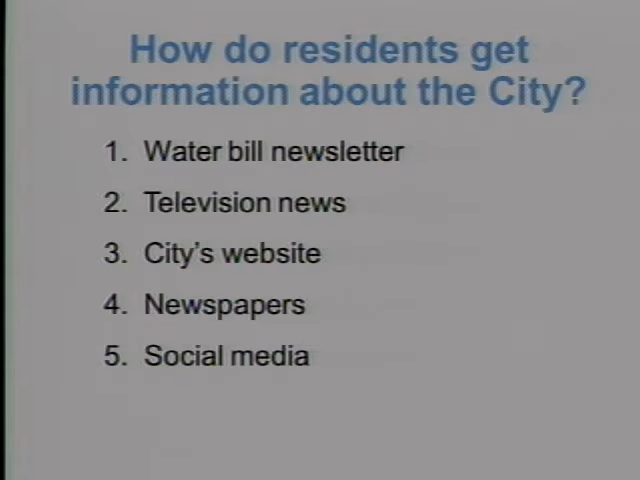 How do residents get
information about the City?
1. Water bill newsletter
2. Television news
3. City's website
4. Newspapers
5. Social media